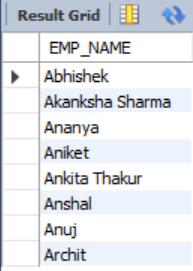 Result Grid
EMP_NAME
Abhishek
Akanksha Sharma
Ananya
Aniket
Ankita Thakur
Anshal
Anuj
Archit